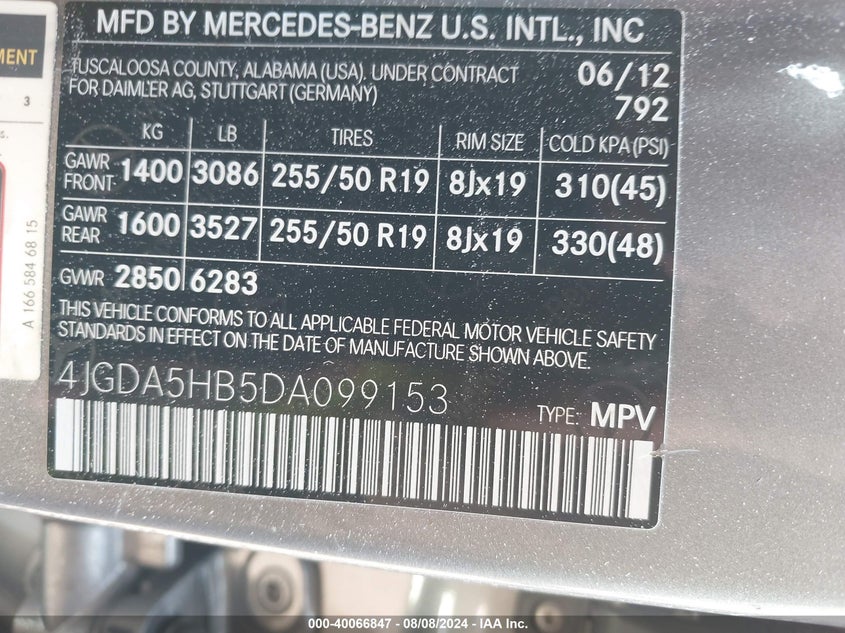 MFD BY MERCEDES-BENZ U.S. INTL., INC
TUSCALOOSA COUNTY, ALABAMA (USA). UNDER CONTRACT
FOR DAIMLER AG, STUTTGART (GERMANY)
06/12
792
KG LB TIRES RIM SIZE COLD KPA (PSI)
GAWR
FRONT 1400 3086 255/50 R19 8Jx19 310(45)
GAWR
REAR 1600 3527 255/50 R19 8Jx19 330(48)
GVWR 2850 6283
THIS VEHICLE CONFORMS TO ALL APPLICABLE FEDERAL MOTOR VEHICLE SAFETY
STANDARDS IN EFFECT ON THE DATE OF MANUFACTURE SHOWN ABOVE.
4JGDA5HB5DA099153
TYPE: MPV
3
A 166 584 68 15
000-40066847 - 08/08/2024 - IAA Inc.